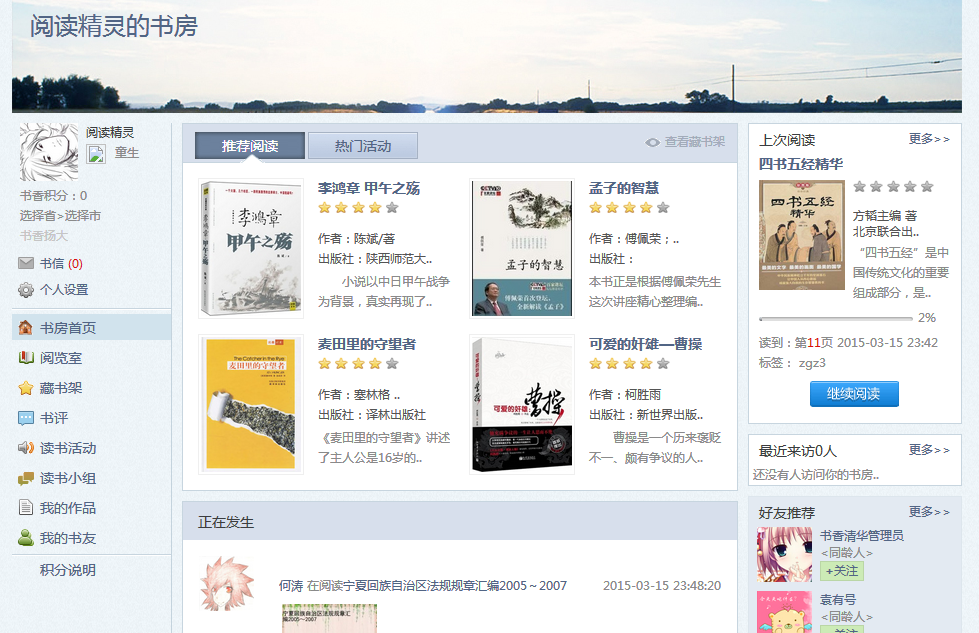 阅读精灵的书房
阅读精灵
童生
书香积分：0
选择省>选择市
书香扬大
书信 (0)
个人设置
书房首页
阅览室
藏书架
书评
读书活动
读书小组
我的作品
我的书友
积分说明
推荐阅读
热门活动
查看藏书架
李鸿章
甲午之殇
李鸿章 甲午之殇
作者：陈斌/著
出版社：陕西师范大..
小说以中日甲午战争
为背景，真实再现了..
孟子的智慧
傅佩荣首次登坛，
全新解读《孟子》
孟子的智慧
作者：傅佩荣；..
出版社：
本书正是根据傅佩荣先生
这次讲座精心整理编..
The Catcher in the Rye
麦田里的守望者
麦田里的守望者
作者：塞林格 ..
出版社：译林出版社
《麦田里的守望者》讲述
了主人公是16岁的..
可爱的奸雄
曹操
可爱的奸雄—曹操
作者：柯胜雨
出版社：新世界出版..
曹操是一个历来褒贬
不一、颇有争议的人..
正在发生
何涛 在阅读宁夏回族自治区法规规章汇编2005～2007
2015-03-15 23:48:20
宁夏回族自治区法规规章汇
编2005~2007
上次阅读
更多>>
四书五经精华
四书五经
精华
方韬主编 著
北京联合出..
“四书五经”是中
国传统文化的重要
组成部分，是..
2%
读到：第11页 2015-03-15 23:42
标签： zgz3
继续阅读
最近来访0人
更多>>
还没有人访问你的书房..
好友推荐
更多>>
书香清华管理员
<同龄人>
+关注
袁有号
<同龄人>
+关注